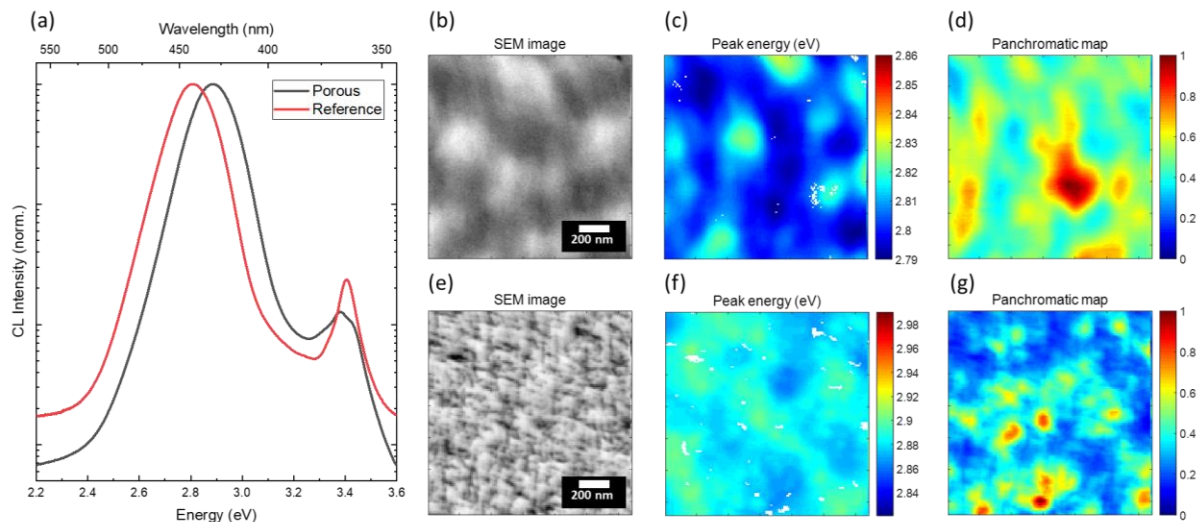 (a)
Wavelength (nm)
550 500 450 400 350
Porous
Reference
CL Intensity (norm.)
2.2 2.4 2.6 2.8 3.0 3.2 3.4 3.6
Energy (eV)
(b)
SEM image
200 nm
(c)
Peak energy (eV)
2.86
2.85
2.84
2.83
2.82
2.81
2.8
2.79
(d)
Panchromatic map
1
0.8
0.6
0.4
0.2
0
(e)
SEM image
200 nm
(f)
Peak energy (eV)
2.98
2.96
2.94
2.92
2.9
2.88
2.86
2.84
(g)
Panchromatic map
1
0.8
0.6
0.4
0.2
0